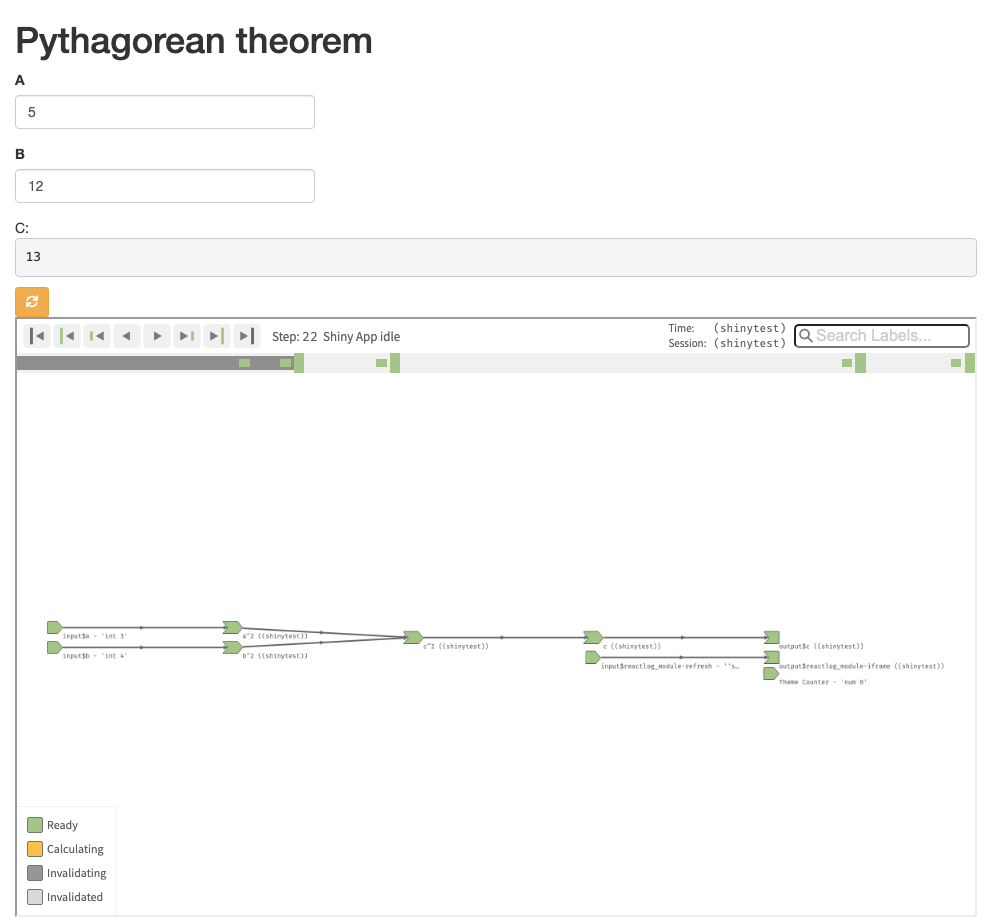 Pythagorean theorem
A
5
B
12
C:
13
Step: 22 Shiny App idle
Time: (shinytest)
Session: (shinytest)
Search Labels...
input$a - 'int 3'
a^2 ((shinytest))
input$b - 'int 4'
b^2 ((shinytest))
c^2 ((shinytest))
c ((shinytest))
output$c ((shinytest))
input$reactlog_module-refresh - ''s…
output$reactlog_module-iframe ((shinytest))
Theme Counter - 'num 0'
Ready
Calculating
Invalidating
Invalidated